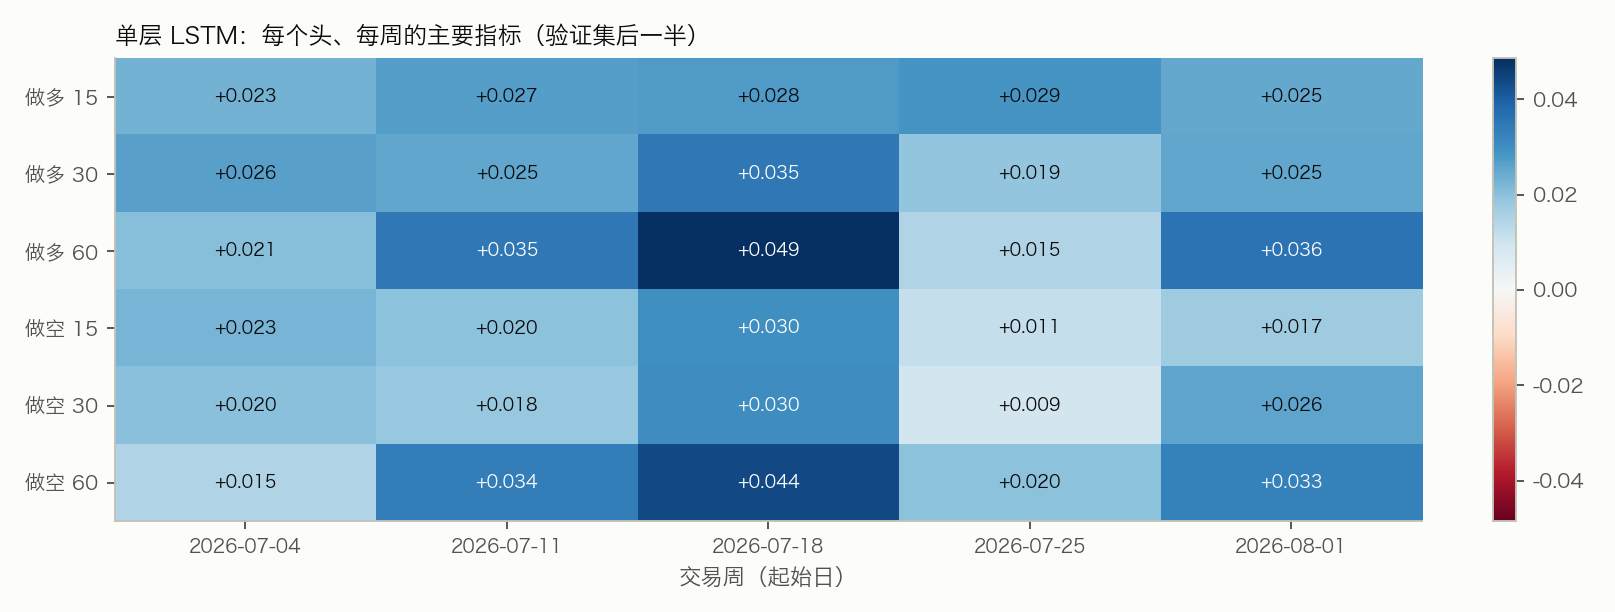 单层 LSTM：每个头、每周的主要指标（验证集后一半）
做多 15 +0.023 +0.027 +0.028 +0.029 +0.025
做多 30 +0.026 +0.025 +0.035 +0.019 +0.025
做多 60 +0.021 +0.035 +0.049 +0.015 +0.036
做空 15 +0.023 +0.020 +0.030 +0.011 +0.017
做空 30 +0.020 +0.018 +0.030 +0.009 +0.026
做空 60 +0.015 +0.034 +0.044 +0.020 +0.033
2026-07-04 2026-07-11 2026-07-18 2026-07-25 2026-08-01
交易周（起始日）
0.04
0.02
0.00
-0.02
-0.04